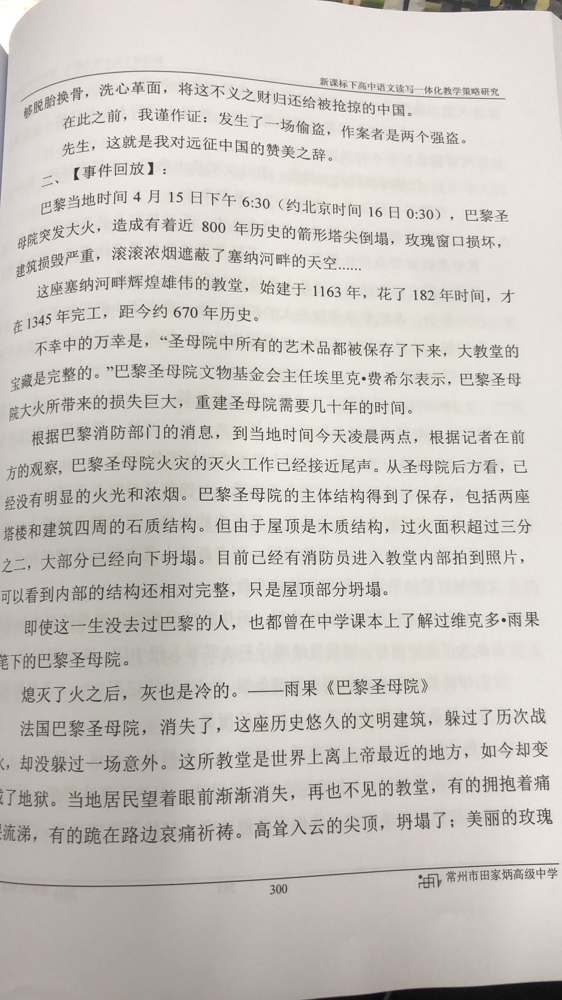 新课标下高中语文读写一体化教学策略研究
够脱胎换骨，洗心革面，将这不义之财归还给被抢掠的中国。
在此之前，我谨作证：发生了一场偷盗，作案者是两个强盗。
先生，这就是我对远征中国的赞美之辞。
二、【事件回放】：
巴黎当地时间 4 月 15 日下午 6:30（约北京时间 16 日 0:30），巴黎圣
母院突发大火，造成有着近 800 年历史的箭形塔尖倒塌，玫瑰窗口损坏，
建筑损毁严重，滚滚浓烟遮蔽了塞纳河畔的天空......
这座塞纳河畔辉煌雄伟的教堂，始建于 1163 年，花了 182 年时间，才
在 1345 年完工，距今约 670 年历史。
不幸中的万幸是，“圣母院中所有的艺术品都被保存了下来，大教堂的
宝藏是完整的。”巴黎圣母院文物基金会主任埃里克•费希尔表示，巴黎圣母
院大火所带来的损失巨大，重建圣母院需要几十年的时间。
根据巴黎消防部门的消息，到当地时间今天凌晨两点，根据记者在前
方的观察，巴黎圣母院火灾的灭火工作已经接近尾声。从圣母院后方看，已
经没有明显的火光和浓烟。巴黎圣母院的主体结构得到了保存，包括两座
塔楼和建筑四周的石质结构。但由于屋顶是木质结构，过火面积超过三分
之二，大部分已经向下坍塌。目前已经有消防员进入教堂内部拍到照片，
可以看到内部的结构还相对完整，只是屋顶部分坍塌。
即使这一生没去过巴黎的人，也都曾在中学课本上了解过维克多•雨果
笔下的巴黎圣母院。
熄灭了火之后，灰也是冷的。——雨果《巴黎圣母院》
法国巴黎圣母院，消失了，这座历史悠久的文明建筑，躲过了历次战
火，却没躲过一场意外。这所教堂是世界上离上帝最近的地方，如今却变
成了地狱。当地居民望着眼前渐渐消失，再也不见的教堂，有的拥抱着痛
哭流涕，有的跪在路边哀痛祈祷。高耸入云的尖顶，坍塌了；美丽的玫瑰
300
常州市田家炳高级中学